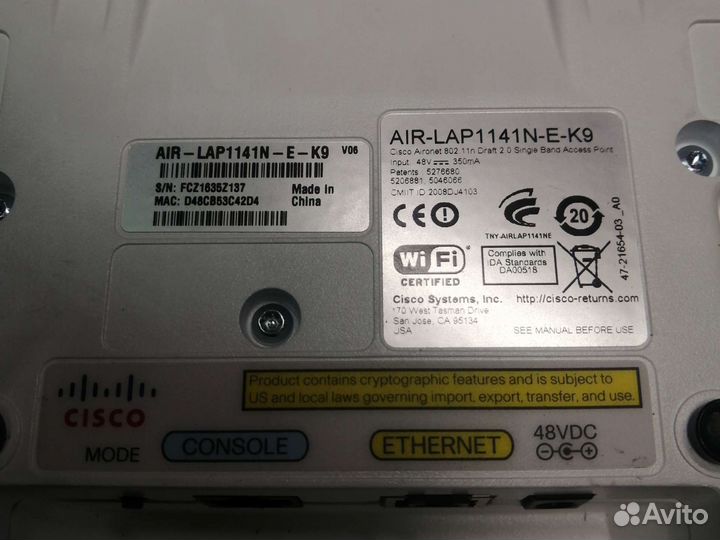 AIR-LAP1141N-E-K9 V06
S/N: FCZ1636Z137 Made in
MAC: D48CB53C42D4 China
AIR-LAP1141N-E-K9
Cisco Aironet 802.11n Draft 2.0 Single Band Access Point
Input: 48V 350mA
Patents: 5276680
5206881, 5046066
CMIIT ID: 2008DJ4103
CE
20
TNY-AIRLAP1141NE
Wi Fi
CERTIFIED
Complies with
IDA Standards
DA00518
47-21654-03 _A0
Cisco Systems, Inc. http://cisco-returns.com
170 West Tasman Drive
San Jose, CA 95134
USA SEE MANUAL BEFORE USE
CISCO
Product contains cryptographic features and is subject to
US and local laws governing import, export, transfer, and use.
MODE CONSOLE ETHERNET 48VDC
Avito